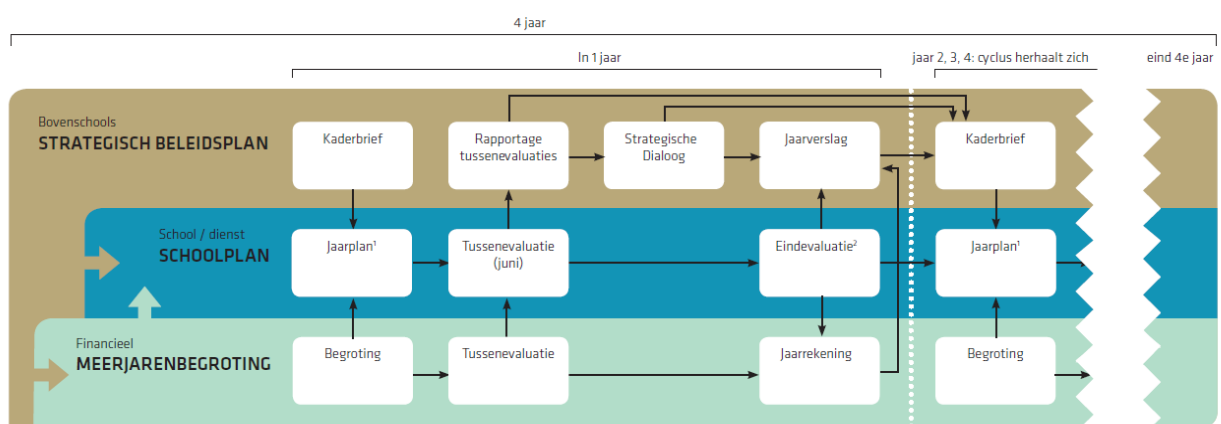 4 jaar
In 1 jaar
jaar 2, 3, 4: cyclus herhaalt zich
eind 4e jaar
Bovenschools
STRATEGISCH BELEIDSPLAN
Kaderbrief
Rapportage
tussenevaluaties
Strategische
Dialoog
Jaarverslag
Kaderbrief
School / dienst
SCHOOLPLAN
Jaarplan¹
Tussenevaluatie
(juni)
Eindevaluatie²
Jaarplan¹
Financieel
MEERJARENBEGROTING
Begroting
Tussenevaluatie
Jaarrekening
Begroting